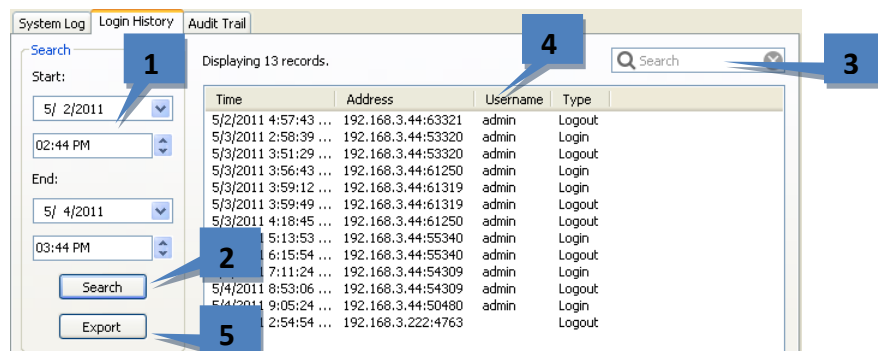 System Log Login History Audit Trail
Search
1
4
Start:
Displaying 13 records.
Search
3
5/ 2/2011
Time Address Username Type
02:44 PM
5/2/2011 4:57:43 ... 192.168.3.44:63321 admin Logout
5/3/2011 2:58:39 ... 192.168.3.44:53320 admin Login
5/3/2011 3:51:29 ... 192.168.3.44:53320 admin Logout
5/3/2011 3:56:43 ... 192.168.3.44:61250 admin Login
End:
5/3/2011 3:59:12 ... 192.168.3.44:61319 admin Login
5/3/2011 3:59:49 ... 192.168.3.44:61319 admin Logout
5/ 4/2011
5/3/2011 4:18:45 ... 192.168.3.44:61250 admin Logout
5:13:53 ... 192.168.3.44:55340 admin Login
03:44 PM
6:15:54 ... 192.168.3.44:55340 admin Logout
2
7:11:24 ... 192.168.3.44:54309 admin Login
Search
5/4/2011 8:53:06 ... 192.168.3.44:54309 admin Logout
5/4/2011 9:05:24 ... 192.168.3.44:50480 admin Login
Export
5
2:54:54 ... 192.168.3.222:4763 Logout